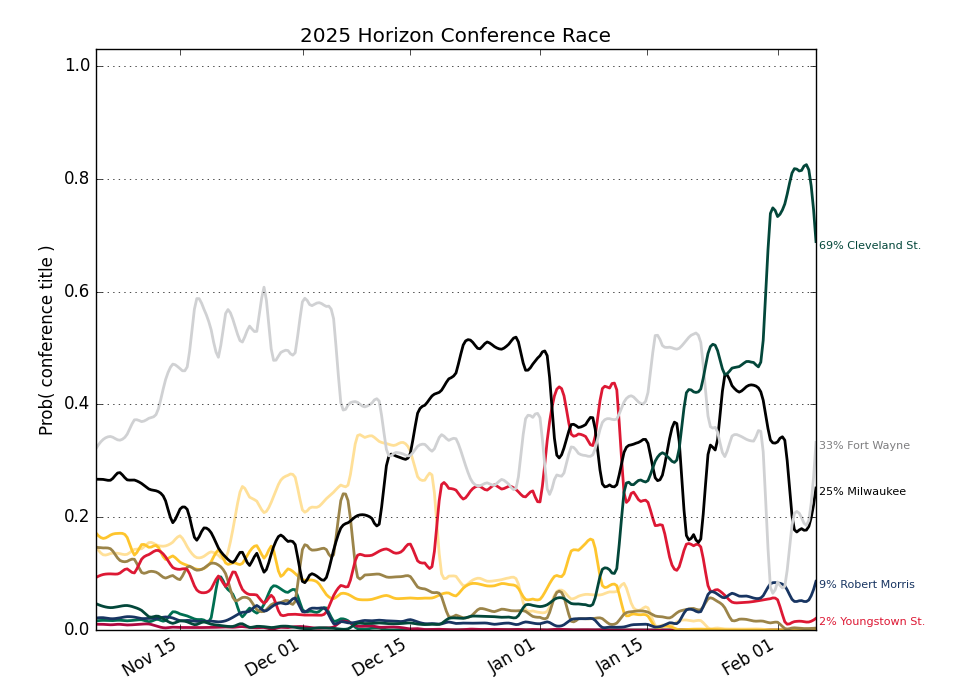 2025 Horizon Conference Race
Prob( conference title )
1.0
0.8
0.6
0.4
0.2
0.0
Nov 15
Dec 01
Dec 15
Jan 01
Jan 15
Feb 01
69% Cleveland St.
33% Fort Wayne
25% Milwaukee
9% Robert Morris
2% Youngstown St.